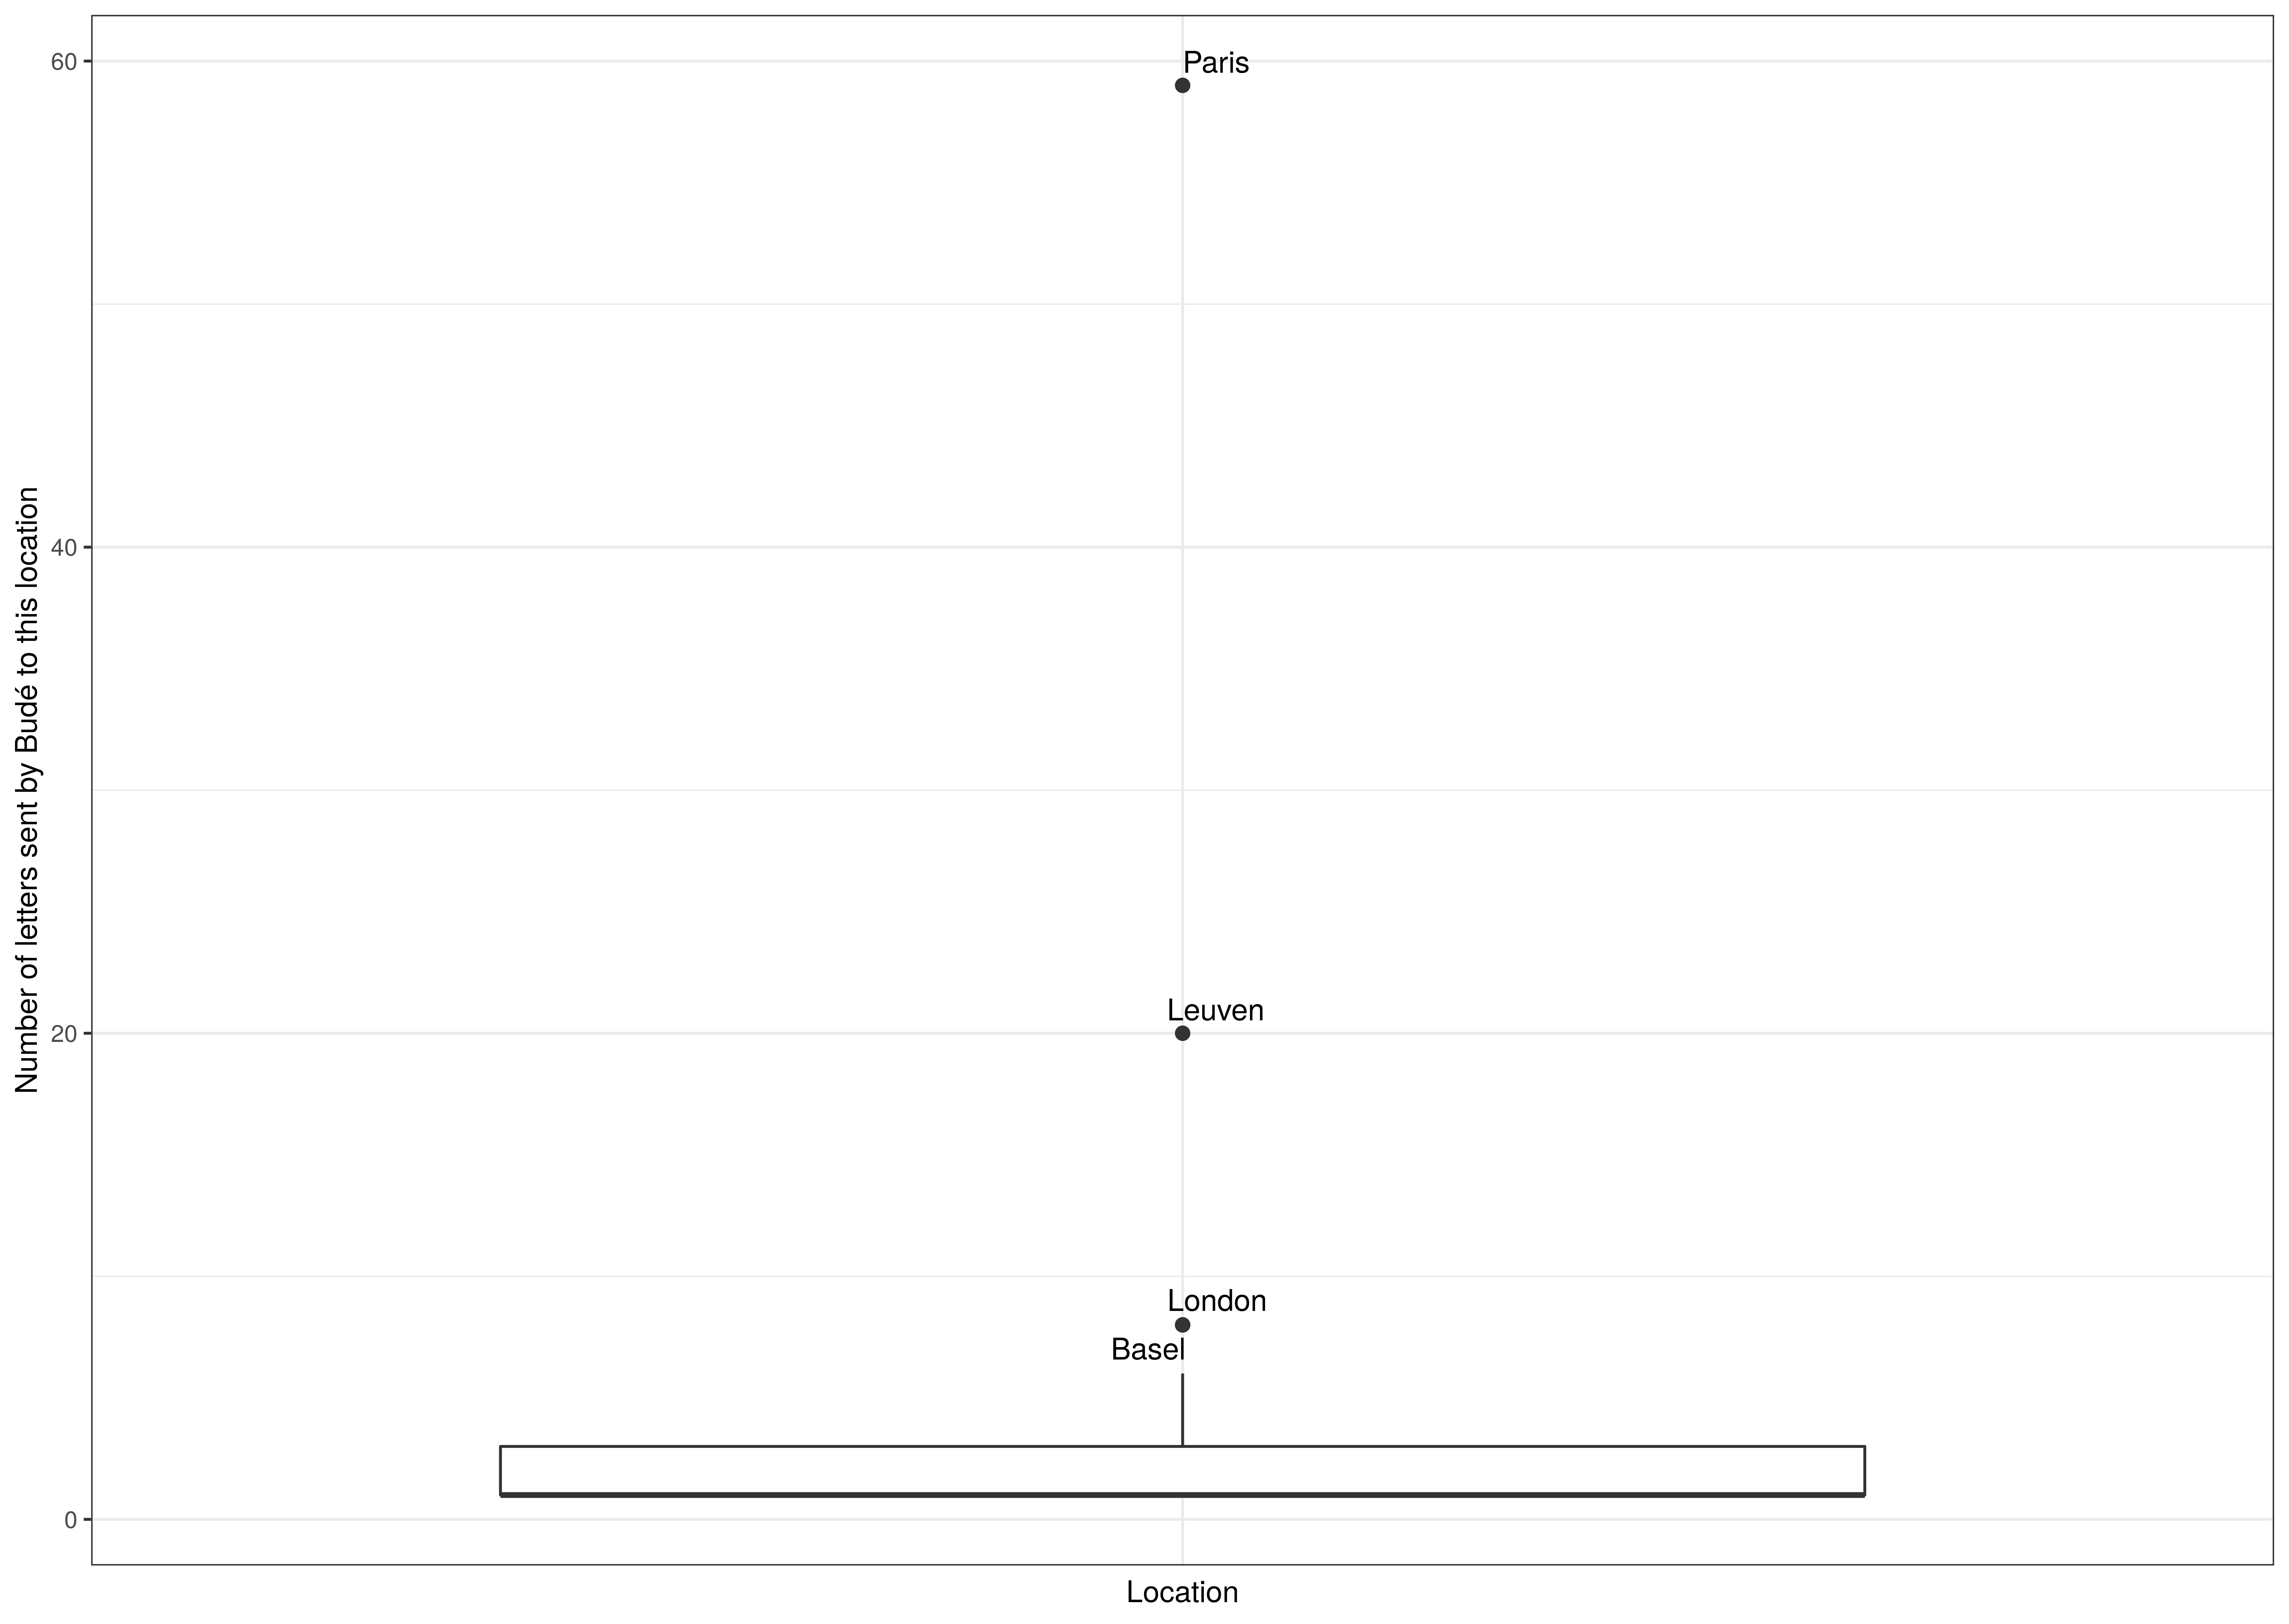 Number of letters sent by Budé to this location
60
40
20
0
Paris
Leuven
London
Basel
Location